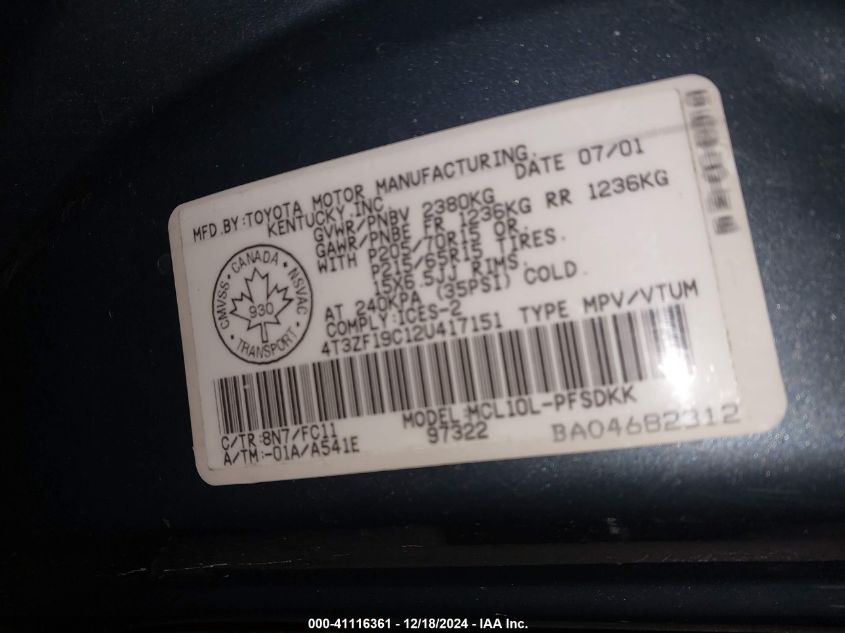 MFD.BY:TOYOTA MOTOR MANUFACTURING,
KENTUCKY,INC. DATE 07/01
GVWR/PNBV 2380KG
GAWR/PNBE FR 1236KG RR 1236KG
WITH P205/70R15 OR,
P215/65R15 TIRES.
15X6.5JJ RIMS.
AT 240KPA (35PSI) COLD.
COMPLY:ICES-2
4T3ZF19C12U417151 TYPE MPV/VTUM
CMVSS · CANADA · NSVAC
· TRANSPORT ·
930
MODEL:MCL10L-PFSDKK
C/TR:8N7/FC11 97322
A/TM:-01A/A541E BA04682312
000-41116361 - 12/18/2024 - IAA Inc.